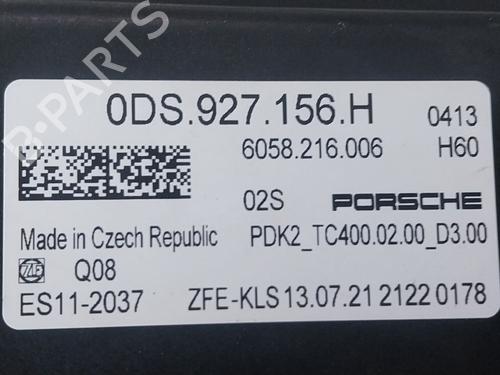 B-PARTS
0DS.927.156.H 0413
6058.216.006 H60
02S PORSCHE
Made in Czech Republic PDK2_TC400.02.00_D3.00
ZF Q08
ES11-2037 ZFE-KLS 13.07.21 2122 0178